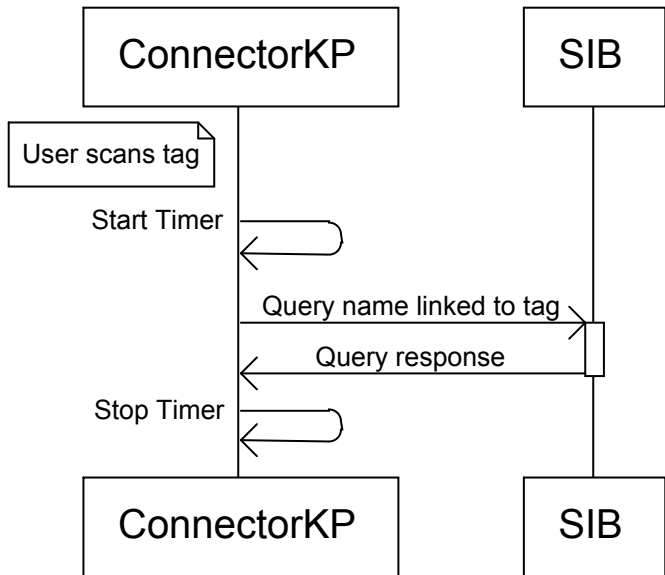 ConnectorKP
SIB
User scans tag
Start Timer
Query name linked to tag
Query response
Stop Timer
ConnectorKP
SIB